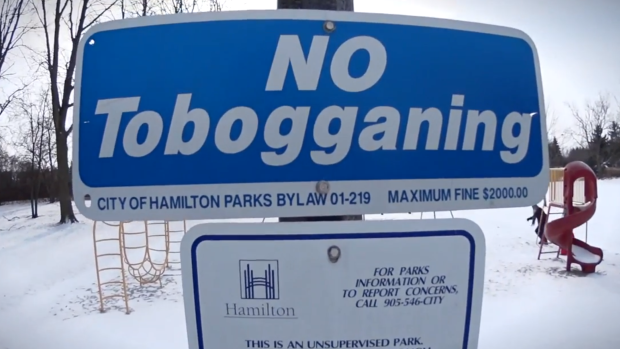 NO
Tobogganing
CITY OF HAMILTON PARKS BYLAW 01-219 MAXIMUM FINE $2000.00
Hamilton
FOR PARKS
INFORMATION OR
TO REPORT CONCERNS,
CALL 905-546-CITY
THIS IS AN UNSUPERVISED PARK.